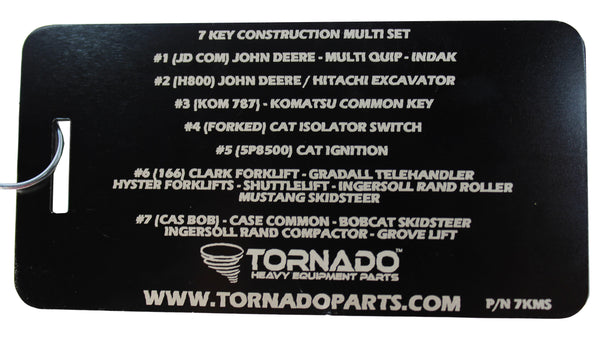 7 KEY CONSTRUCTION MULTI SET
#1 (JD COM) JOHN DEERE - MULTI QUIP - INDAK
#2 (H800) JOHN DEERE / HITACHI EXCAVATOR
#3 (KOM 787) - KOMATSU COMMON KEY
#4 (FORKED) CAT ISOLATOR SWITCH
#5 (5P8500) CAT IGNITION
#6 (166) CLARK FORKLIFT - GRADALL TELEHANDLER
HYSTER FORKLIFTS - SHUTTLELIFT - INGERSOLL RAND ROLLER
MUSTANG SKIDSTEER
#7 (CAS BOB) - CASE COMMON - BOBCAT SKIDSTEER
INGERSOLL RAND COMPACTOR - GROVE LIFT
TORNADO™
HEAVY EQUIPMENT PARTS
WWW.TORNADOPARTS.COM P/N 7KMS